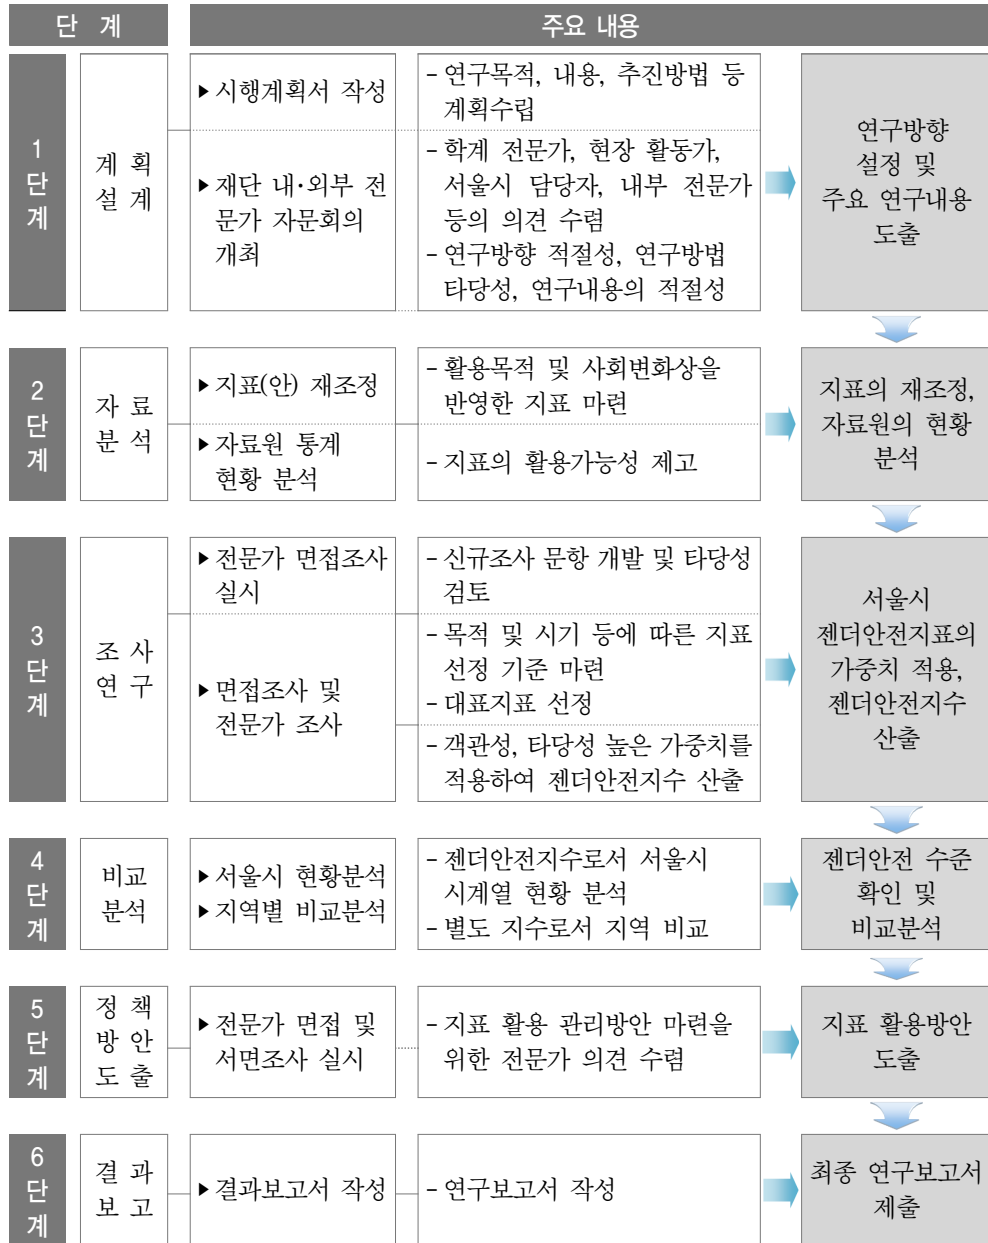 단 계
주요 내용
1
단
계
계 획
설 계
▶시행계획서 작성
- 연구목적, 내용, 추진방법 등
계획수립
▶재단 내·외부 전
문가 자문회의
개최
- 학계 전문가, 현장 활동가,
서울시 담당자, 내부 전문가
등의 의견 수렴
- 연구방향 적절성, 연구방법
타당성, 연구내용의 적절성
연구방향
설정 및
주요 연구내용
도출
2
단
계
자 료
분 석
▶지표(안) 재조정
- 활용목적 및 사회변화상을
반영한 지표 마련
▶자료원 통계
현황 분석
- 지표의 활용가능성 제고
지표의 재조정,
자료원의 현황
분석
3
단
계
조 사
연 구
▶전문가 면접조사
실시
- 신규조사 문항 개발 및 타당성
검토
▶면접조사 및
전문가 조사
- 목적 및 시기 등에 따른 지표
선정 기준 마련
- 대표지표 선정
- 객관성, 타당성 높은 가중치를
적용하여 젠더안전지수 산출
서울시
젠더안전지표의
가중치 적용,
젠더안전지수
산출
4
단
계
비교
분석
▶서울시 현황분석
▶지역별 비교분석
- 젠더안전지수로서 서울시
시계열 현황 분석
- 별도 지수로서 지역 비교
젠더안전 수준
확인 및
비교분석
5
단
계
정 책
방 안
도 출
▶전문가 면접 및
서면조사 실시
- 지표 활용 관리방안 마련을
위한 전문가 의견 수렴
지표 활용방안
도출
6
단
계
결 과
보 고
▶결과보고서 작성
- 연구보고서 작성
최종 연구보고서
제출